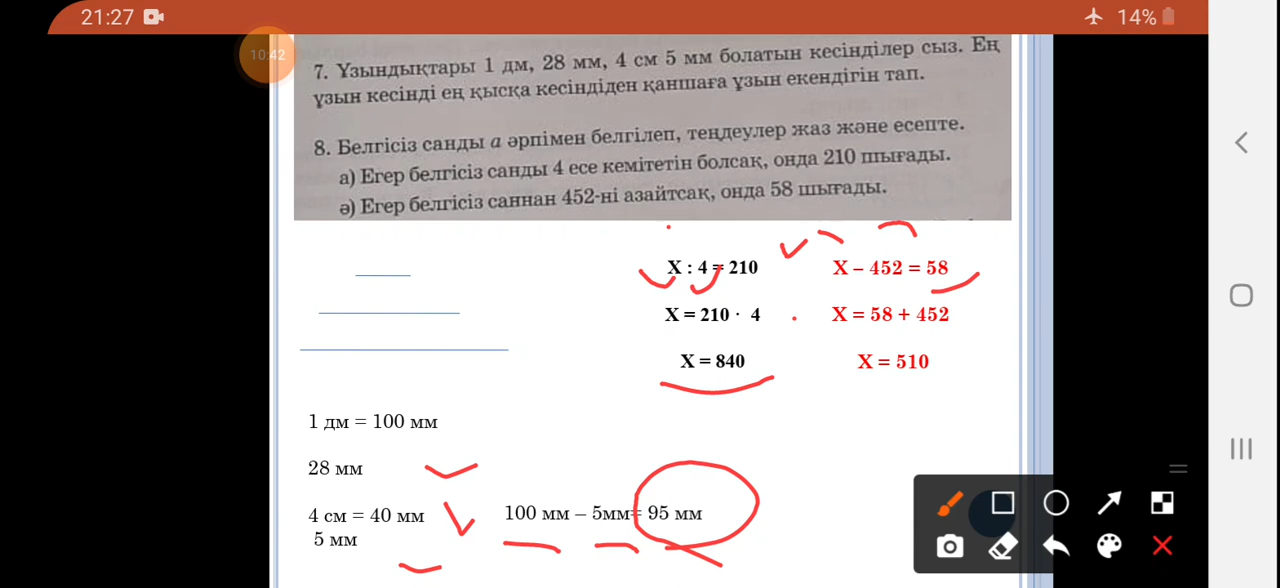 21:27
14%
10:42
7. Ұзындықтары 1 дм, 28 мм, 4 см 5 мм болатын кесінділер сыз. Ең
ұзын кесінді ең қысқа кесіндіден қаншаға ұзын екендігін тап.
8. Белгісіз санды а әрпімен белгілеп, теңдеулер жаз және есепте.
а) Егер белгісіз санды 4 есе кемітетін болсақ, онда 210 шығады.
ә) Егер белгісіз саннан 452-ні азайтсақ, онда 58 шығады.
X : 4 = 210
X = 210 · 4
X = 840
X – 452 = 58
X = 58 + 452
X = 510
1 дм = 100 мм
28 мм
4 см = 40 мм
5 мм
100 мм – 5мм= 95 мм